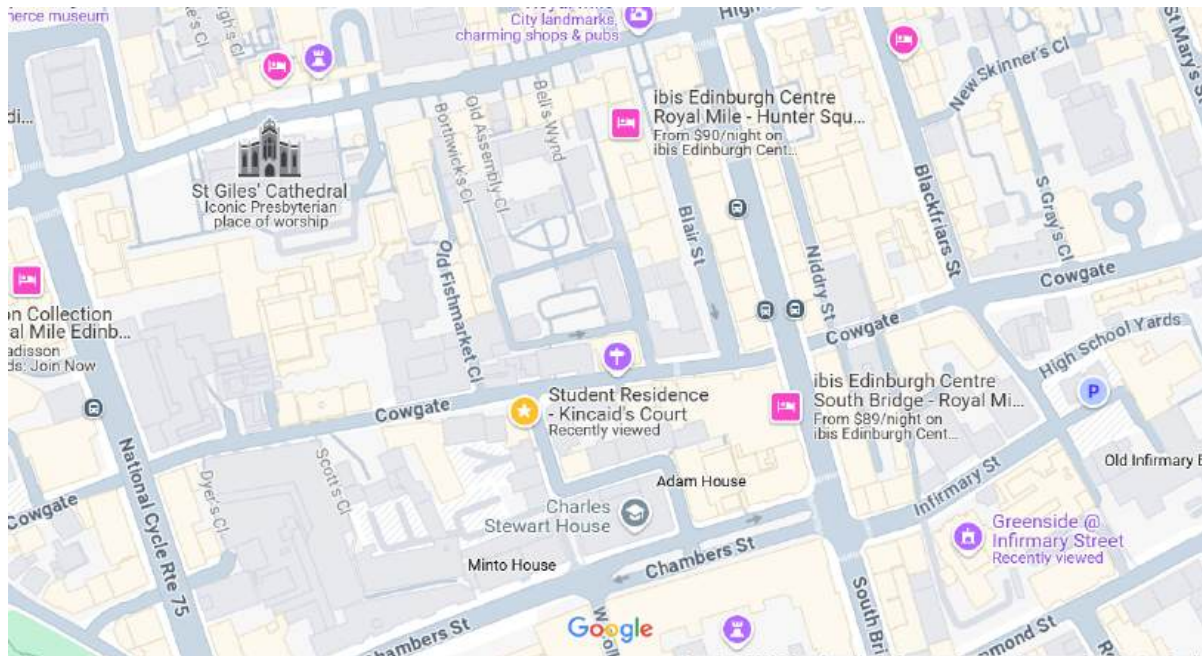 merce museum
City landmarks,
charming shops & pubs
High
St Mary's S
New Skinner's Cl
ibis Edinburgh Centre
Royal Mile - Hunter Squ...
From $90/night on
ibis Edinburgh Cent...
Bell's Wynd
Old Assembly Cl
Borthwick's Cl
St Giles' Cathedral
Iconic Presbyterian
place of worship
Blackfriars St
S Gray's Cl
Blair St
Niddry St
Old Fishmarket Cl
Cowgate
on Collection
al Mile Edinb...
adisson
ds: Join Now
Cowgate
High School Yards
P
Student Residence
- Kincaid's Court
Recently viewed
ibis Edinburgh Centre
South Bridge - Royal Mi...
From $89/night on
ibis Edinburgh Cent...
Cowgate
National Cycle Rte 75
Scott's Cl
Dyer's Cl
Cowgate
Adam House
Infirmary St
Old Infirmary B
Charles
Stewart House
Greenside @
Infirmary Street
Recently viewed
Minto House
Chambers St
South Bri
Chambers St
Google
mond St